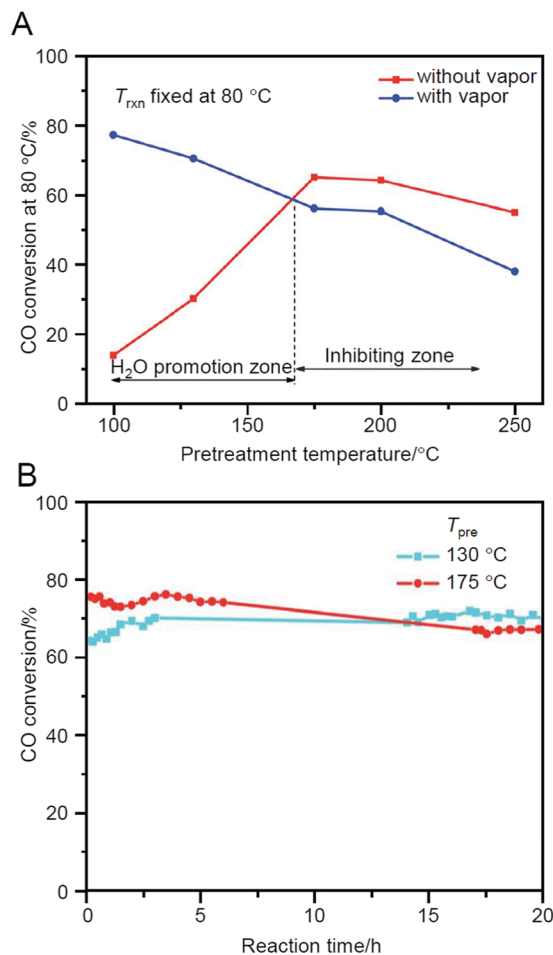 A
CO conversion at 80 °C/%
100
80
60
40
20
0
T_rxn fixed at 80 °C
without vapor
with vapor
H₂O promotion zone
Inhibiting zone
100
150
200
250
Pretreatment temperature/°C
B
CO conversion/%
100
80
60
40
20
0
T_pre
130 °C
175 °C
0
5
10
15
20
Reaction time/h